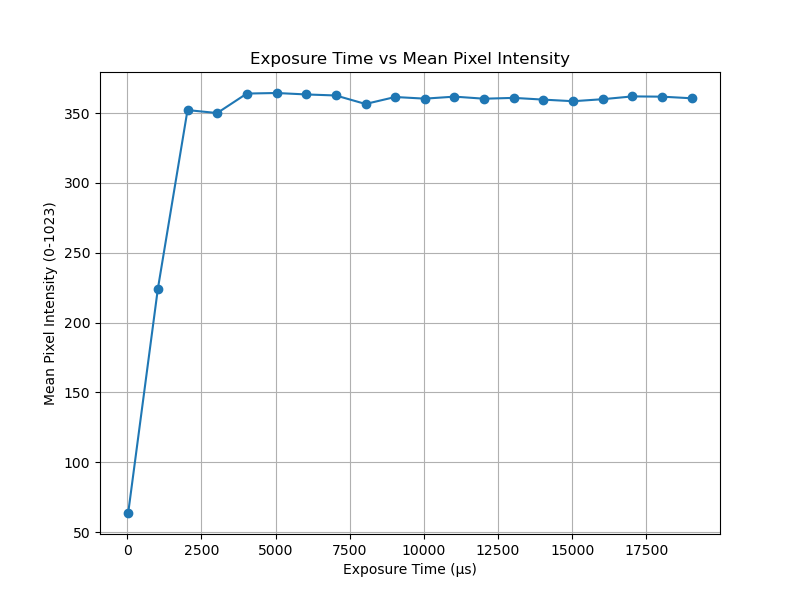 Exposure Time vs Mean Pixel Intensity
Mean Pixel Intensity (0-1023)
350
300
250
200
150
100
50
0 2500 5000 7500 10000 12500 15000 17500
Exposure Time (μs)